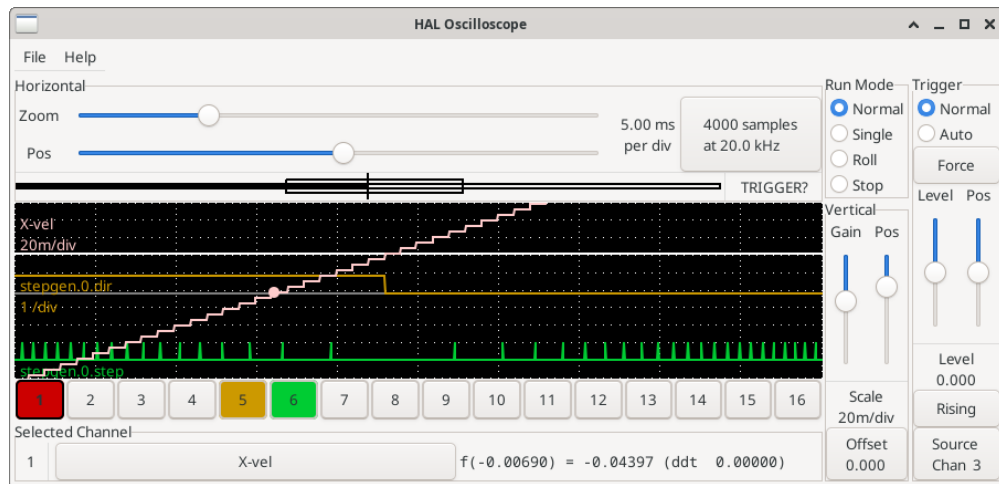 HAL Oscilloscope
File Help
Horizontal
Zoom
Pos
5.00 ms
per div
4000 samples
at 20.0 kHz
TRIGGER?
Run Mode
Normal
Single
Roll
Stop
Trigger
Normal
Auto
Force
Level Pos
Level
0.000
Rising
Source
Chan 3
Vertical
Gain Pos
Scale
20m/div
Offset
0.000
X-vel
20m/div
stepgen.0.dir
1 /div
stepgen.0.step
1 2 3 4 5 6 7 8 9 10 11 12 13 14 15 16
Selected Channel
1 X-vel f(-0.00690) = -0.04397 (ddt 0.00000)